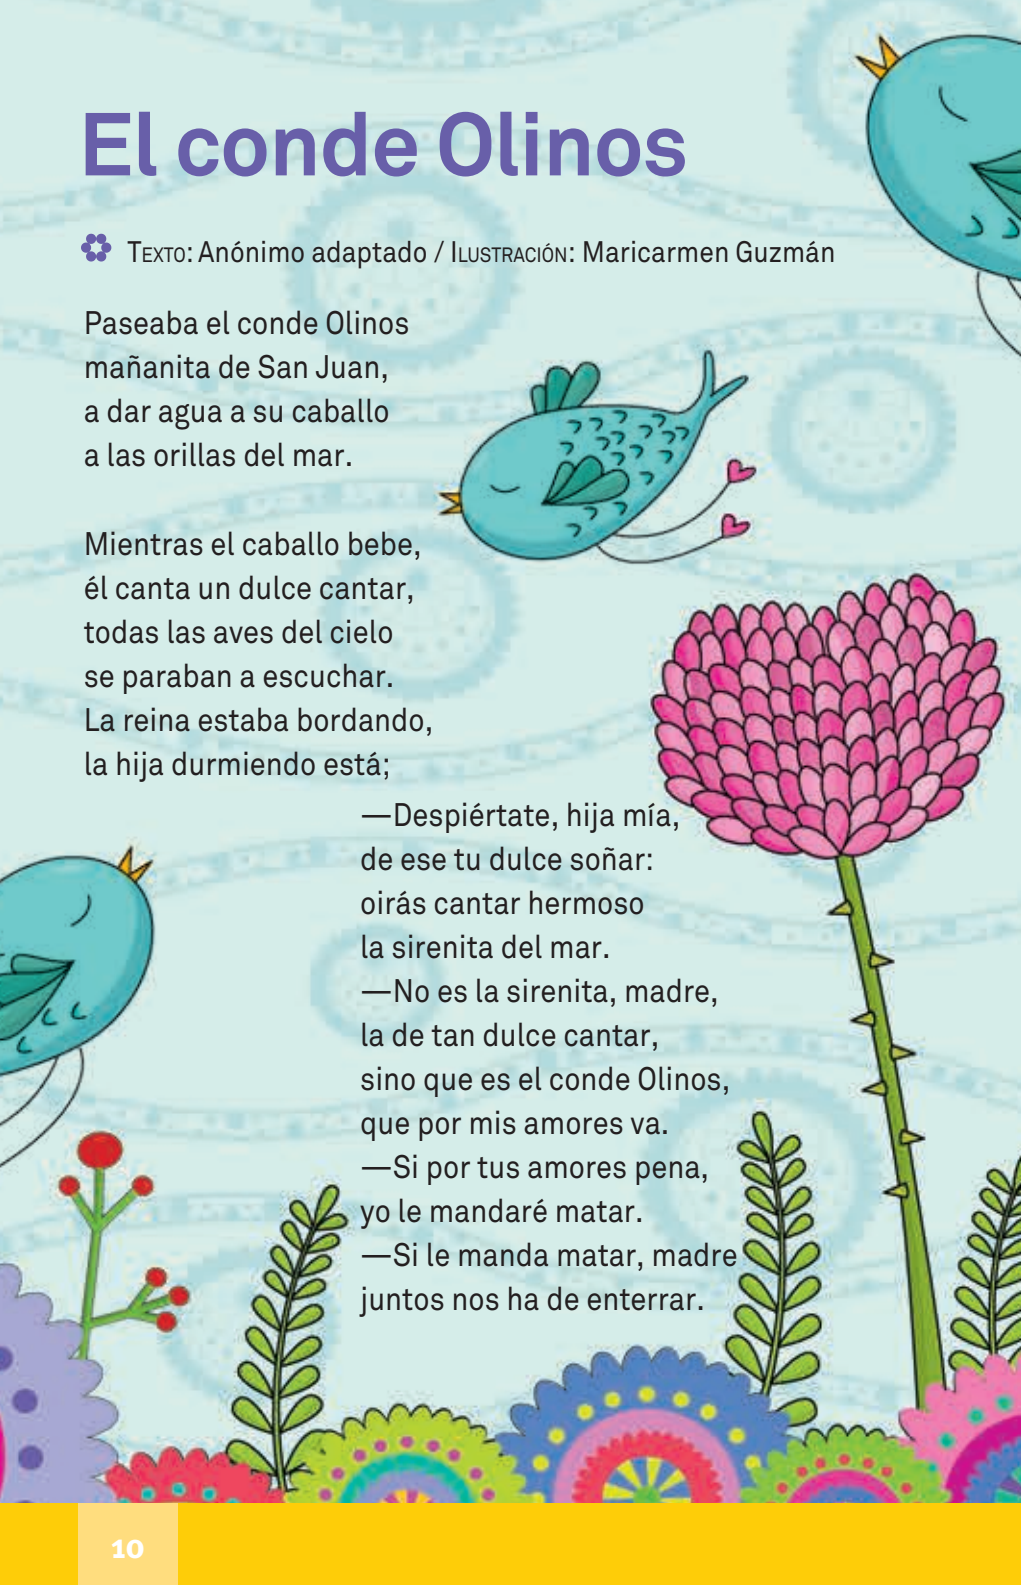 El conde Olinos
Texto: Anónimo adaptado / Ilustración: Maricarmen Guzmán
Paseaba el conde Olinos
mañanita de San Juan,
a dar agua a su caballo
a las orillas del mar.
Mientras el caballo bebe,
él canta un dulce cantar,
todas las aves del cielo
se paraban a escuchar.
La reina estaba bordando,
la hija durmiendo está;
—Despiértate, hija mía,
de ese tu dulce soñar:
oirás cantar hermoso
la sirenita del mar.
—No es la sirenita, madre,
la de tan dulce cantar,
sino que es el conde Olinos,
que por mis amores va.
—Si por tus amores pena,
yo le mandaré matar.
—Si le manda matar, madre
juntos nos ha de enterrar.
10